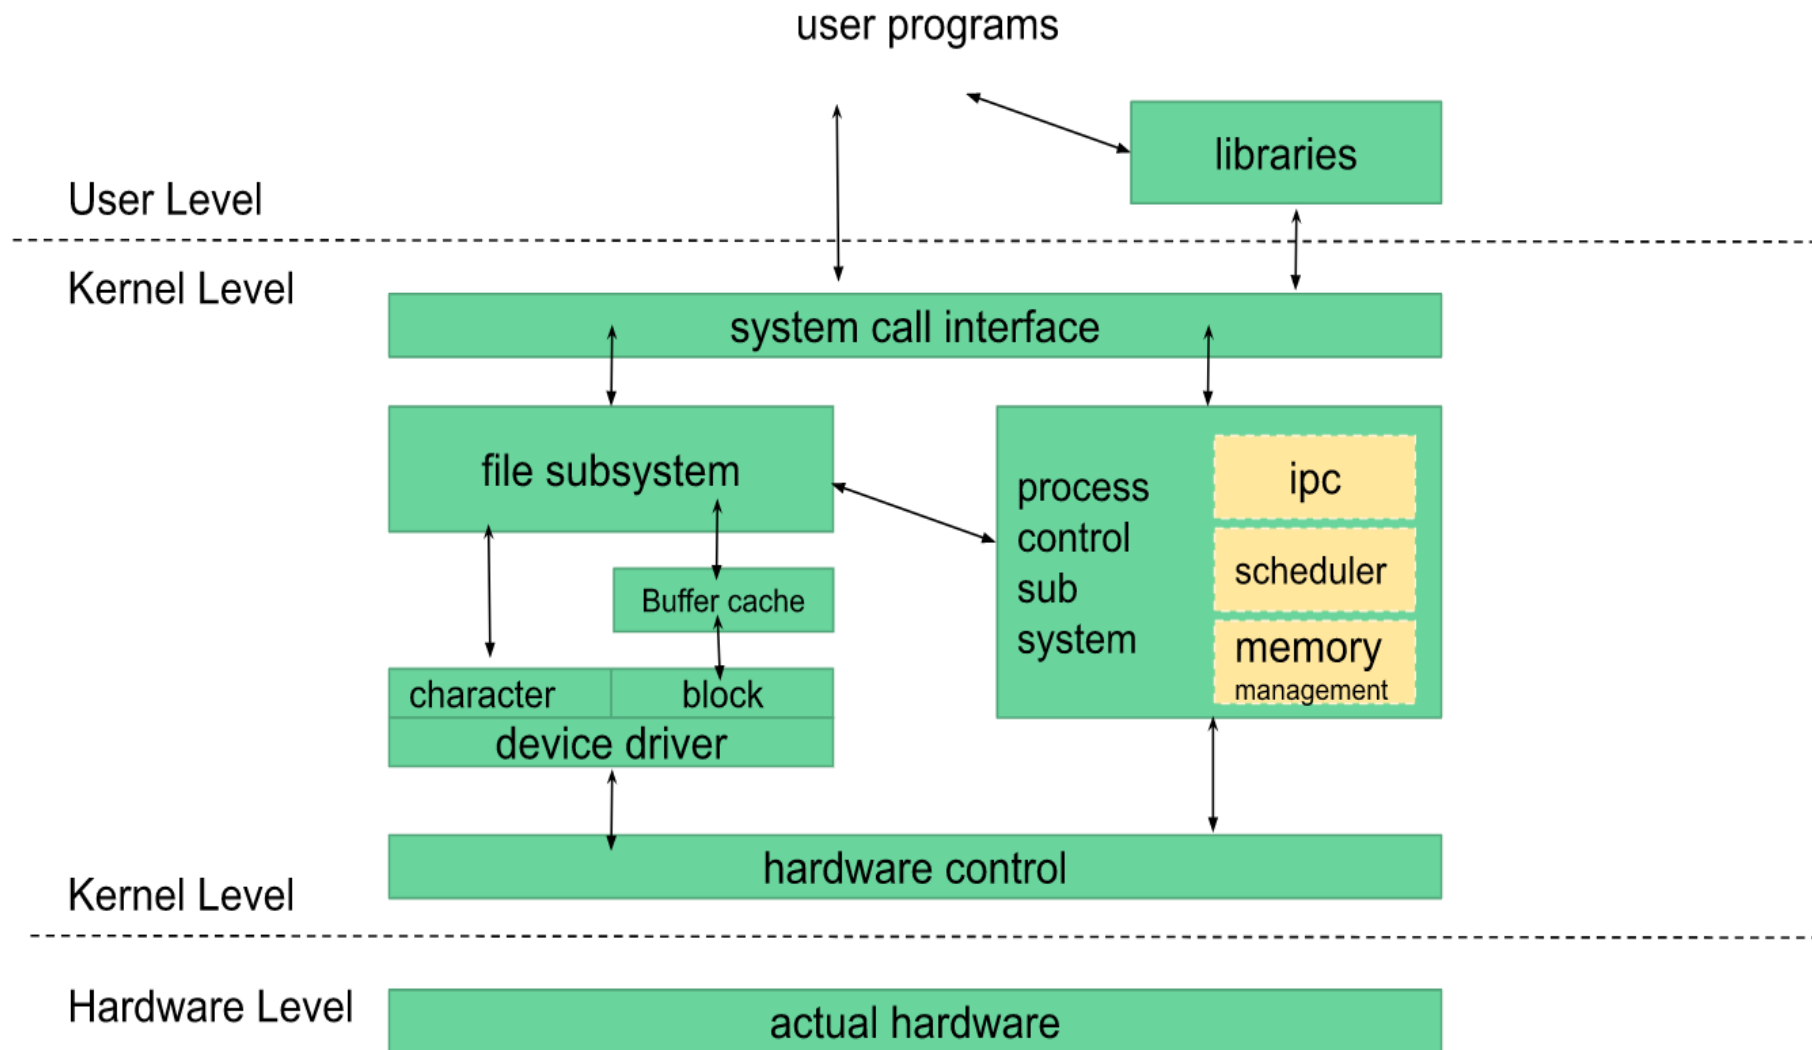 user programs
libraries
User Level
Kernel Level
system call interface
file subsystem
process
control
sub
system
ipc
scheduler
memory
management
Buffer cache
character
block
device driver
hardware control
Kernel Level
Hardware Level
actual hardware